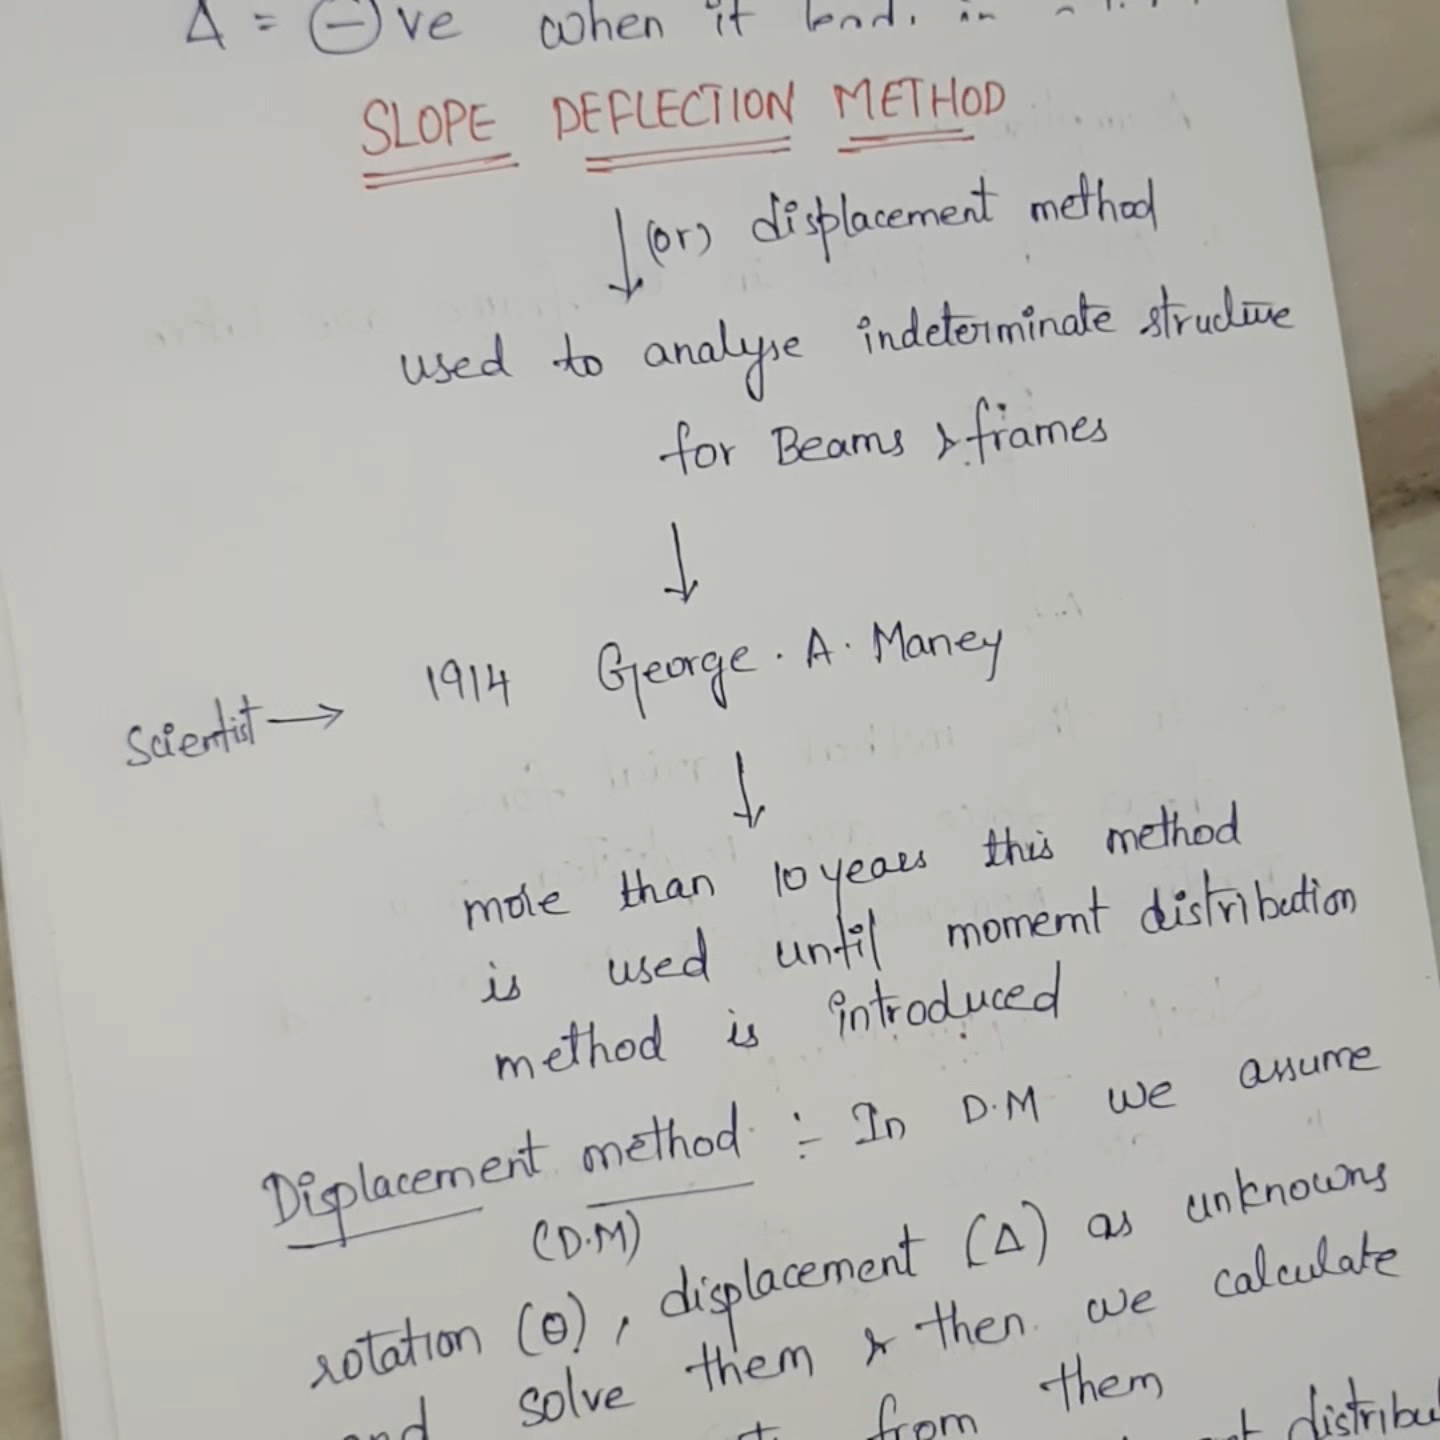 Δ = ⊖ve when it
SLOPE DEFLECTION METHOD
(or) displacement method
used to analyse indeterminate structure
for Beams & frames
1914 George. A. Maney
Scientist →
more than 10 years this method
is used until moment distribution
method is introduced
Displacement method :- In D.M we assume
(D.M)
rotation (θ), displacement (Δ) as unknowns
and solve them & then we calculate
from them